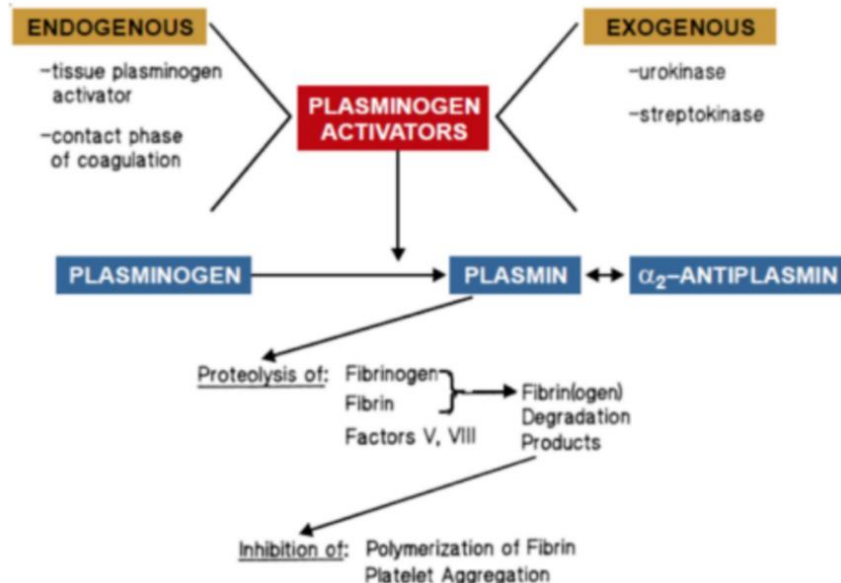 ENDOGENOUS
-tissue plasminogen
activator
-contact phase
of coagulation
PLASMINOGEN
ACTIVATORS
EXOGENOUS
-urokinase
-streptokinase
PLASMINOGEN
PLASMIN
α₂-ANTIPLASMIN
Proteolysis of: Fibrinogen
Fibrin
Factors V, VIII
Fibrin(ogen)
Degradation
Products
Inhibition of: Polymerization of Fibrin
Platelet Aggregation